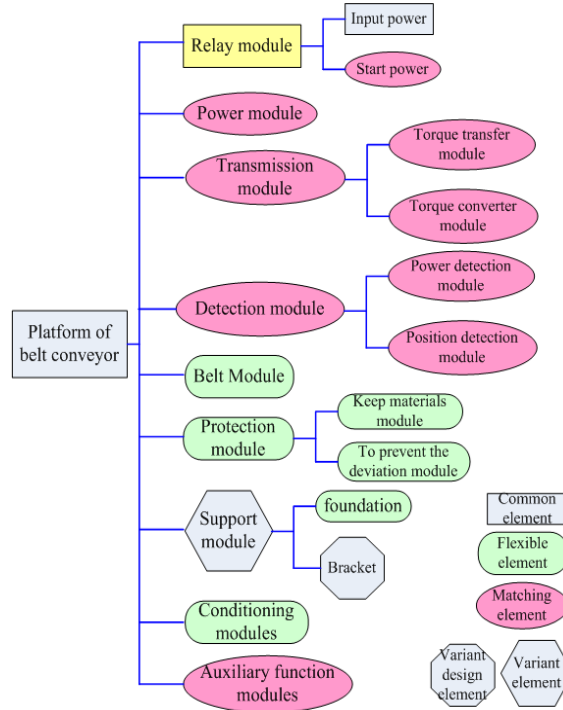 Platform of
belt conveyor
Relay module
Input power
Start power
Power module
Transmission
module
Torque transfer
module
Torque converter
module
Detection module
Power detection
module
Position detection
module
Belt Module
Protection
module
Keep materials
module
To prevent the
deviation module
Support
module
foundation
Bracket
Conditioning
modules
Auxiliary function
modules
Common
element
Flexible
element
Matching
element
Variant
design
element
Variant
element